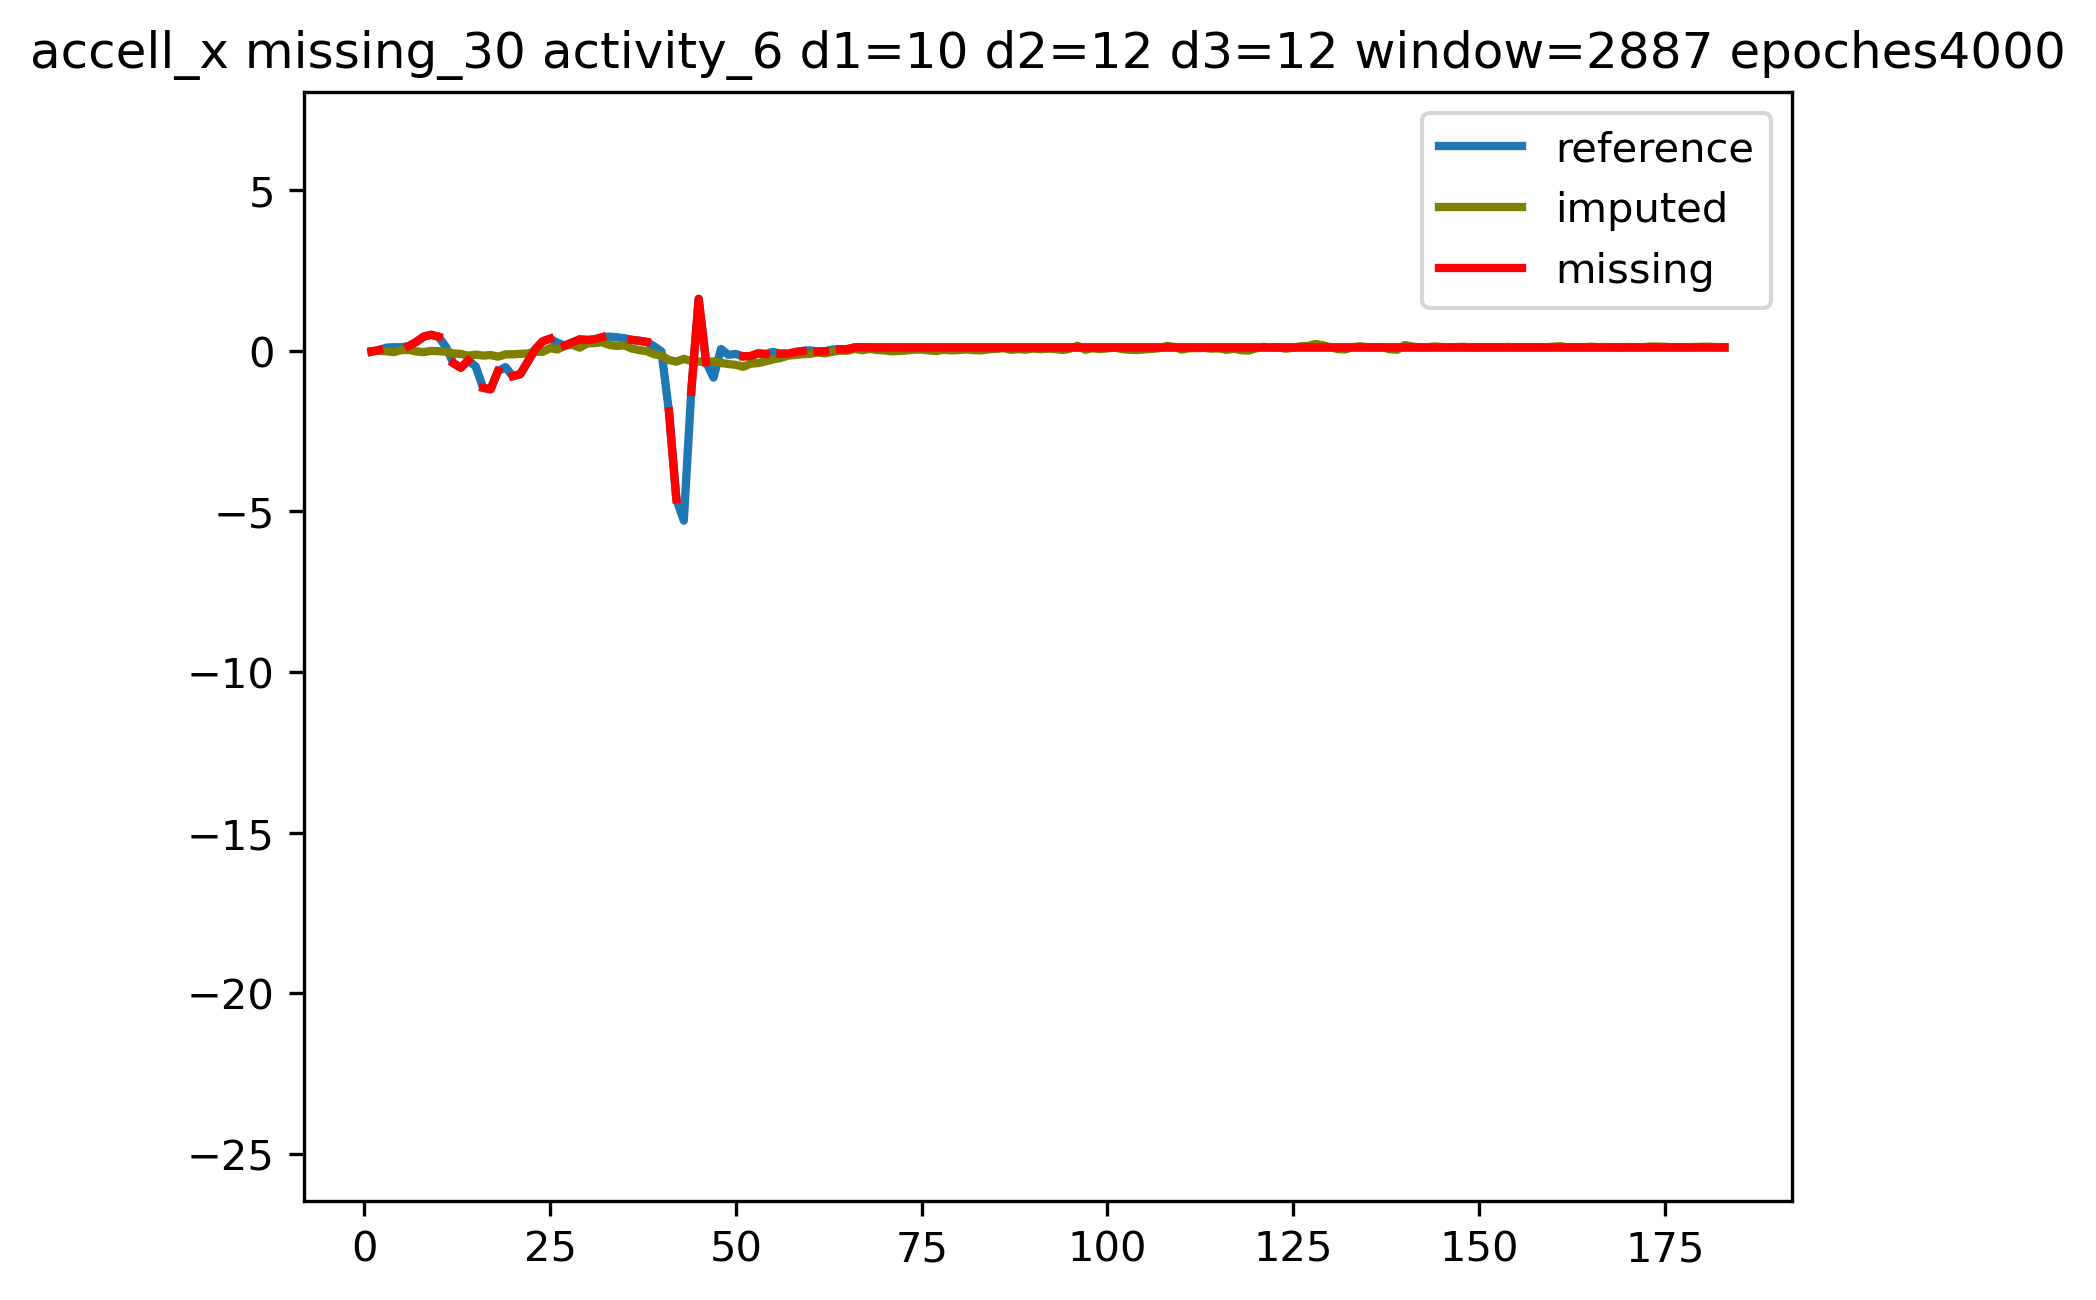 accell_x missing_30 activity_6 d1=10 d2=12 d3=12 window=2887 epoches4000
reference
imputed
missing
5
0
−5
−10
−15
−20
−25
0 25 50 75 100 125 150 175